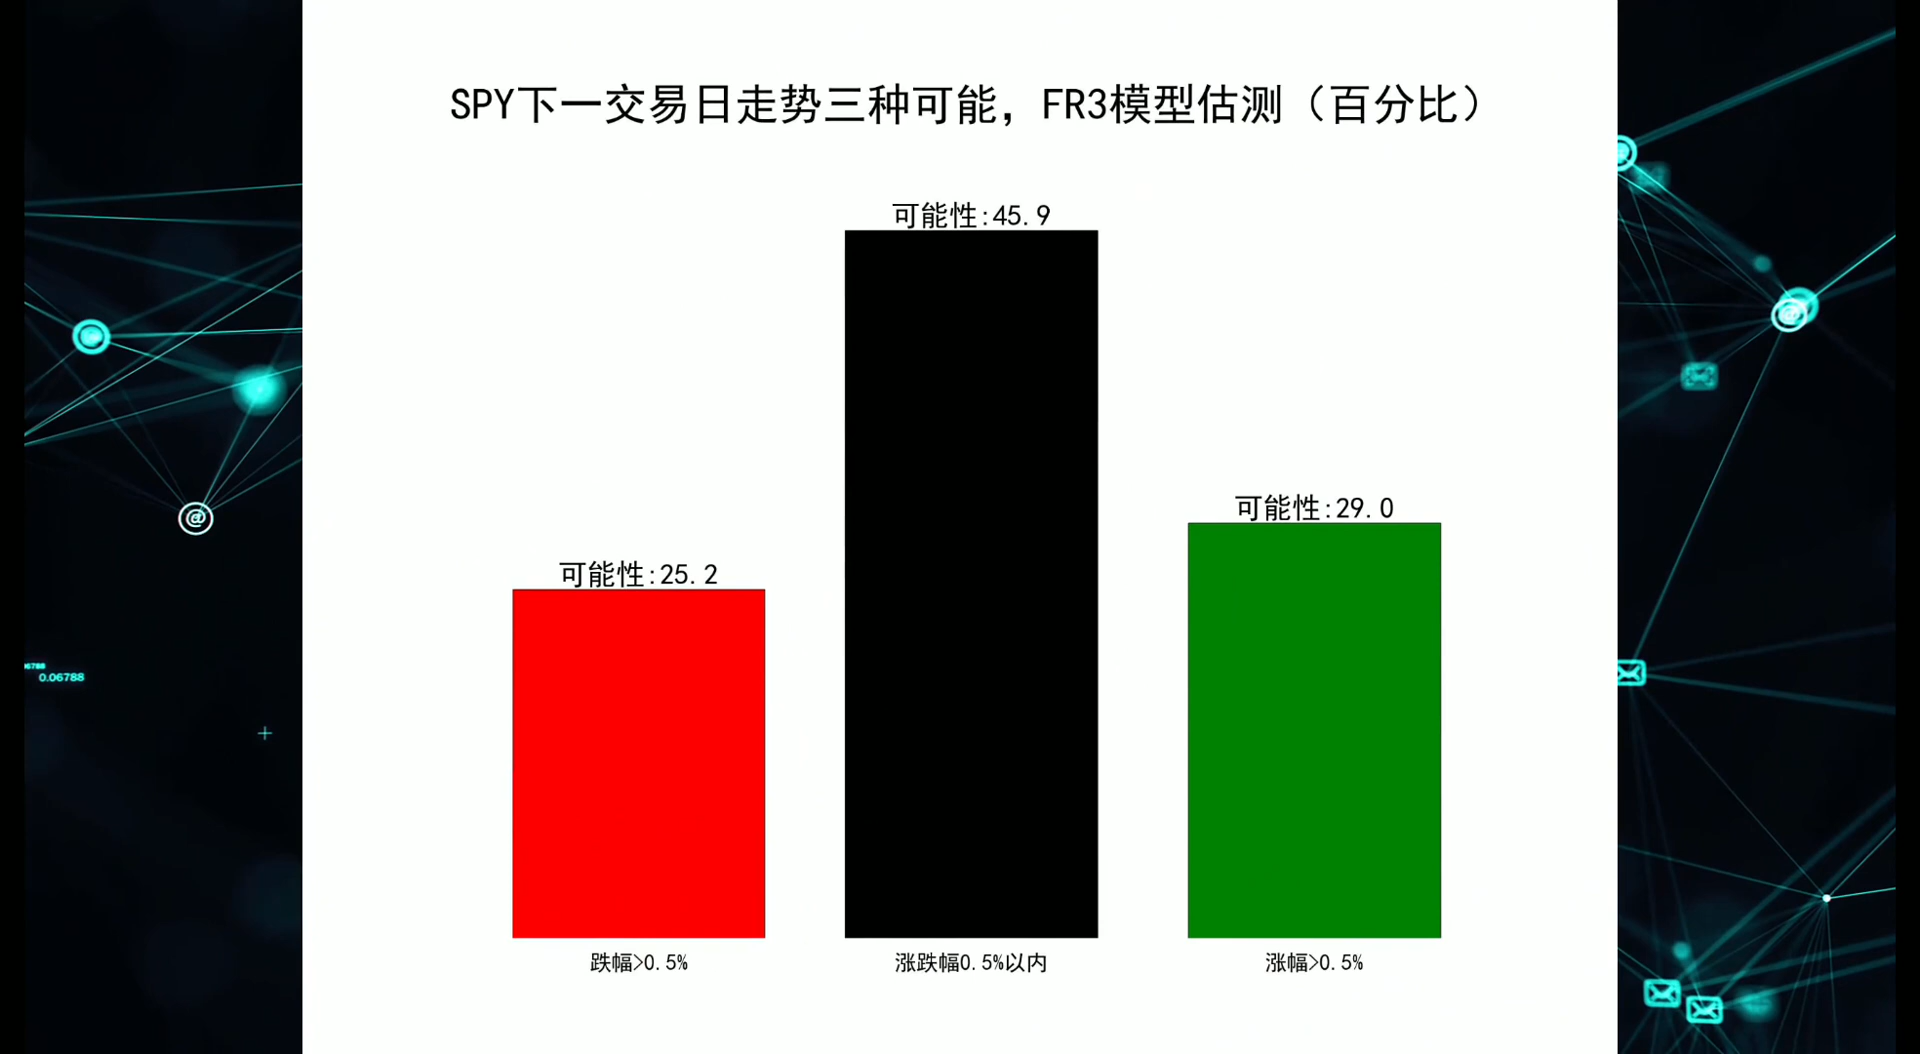 SPY下一交易日走势三种可能，FR3模型估测（百分比）
可能性:45.9
可能性:29.0
可能性:25.2
跌幅>0.5%
涨跌幅0.5%以内
涨幅>0.5%
06788
0.06788